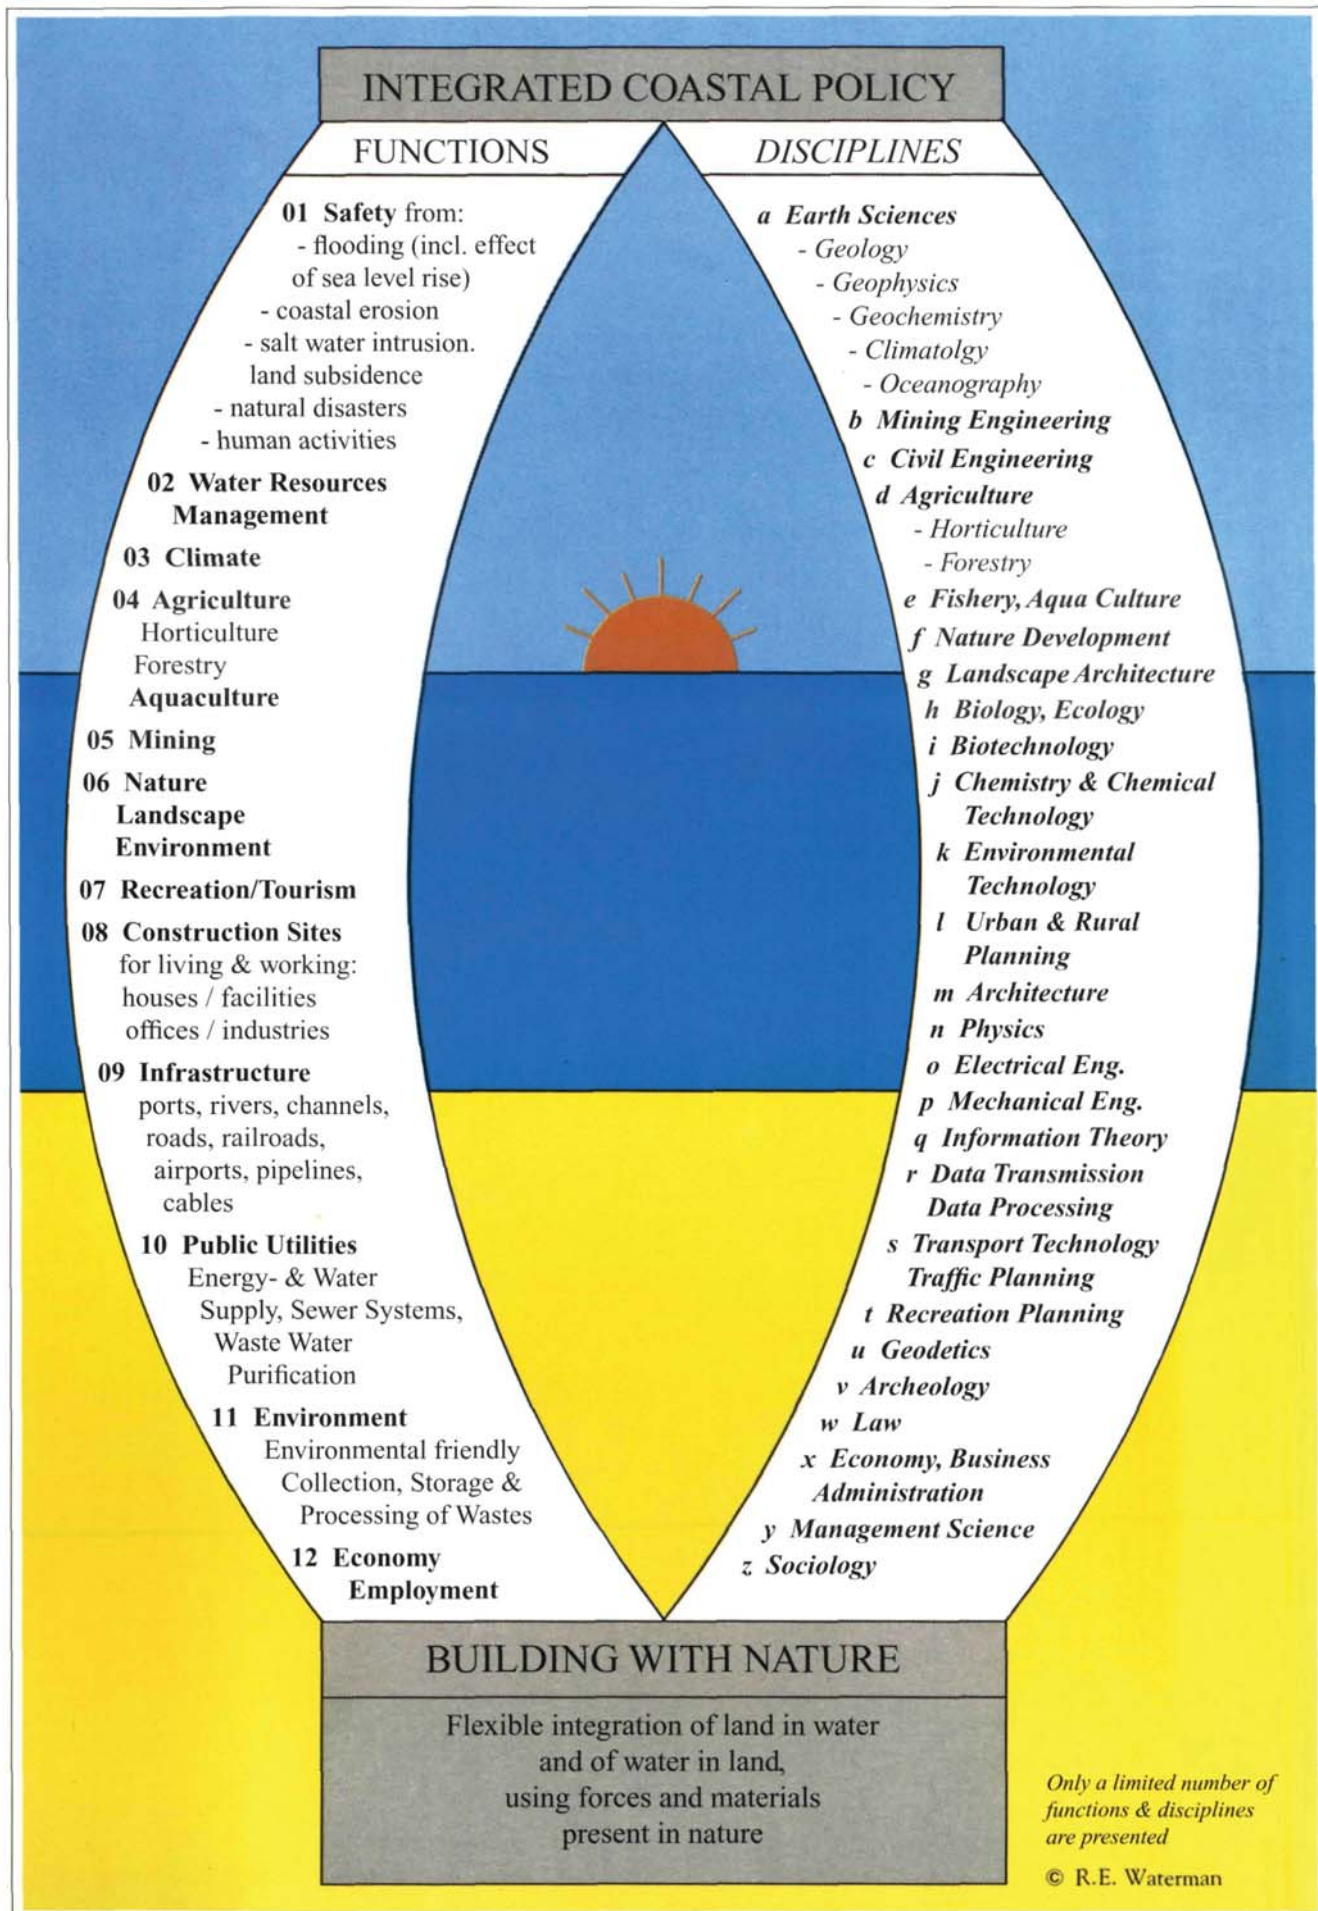 INTEGRATED COASTAL POLICY
FUNCTIONS
01 Safety from:
- flooding (incl. effect
of sea level rise)
- coastal erosion
- salt water intrusion.
land subsidence
- natural disasters
- human activities
02 Water Resources
Management
03 Climate
04 Agriculture
Horticulture
Forestry
Aquaculture
05 Mining
06 Nature
Landscape
Environment
07 Recreation/Tourism
08 Construction Sites
for living & working:
houses / facilities
offices / industries
09 Infrastructure
ports, rivers, channels,
roads, railroads,
airports, pipelines,
cables
10 Public Utilities
Energy- & Water
Supply, Sewer Systems,
Waste Water
Purification
11 Environment
Environmental friendly
Collection, Storage &
Processing of Wastes
12 Economy
Employment
DISCIPLINES
a Earth Sciences
- Geology
- Geophysics
- Geochemistry
- Climatolgy
- Oceanography
b Mining Engineering
c Civil Engineering
d Agriculture
- Horticulture
- Forestry
e Fishery, Aqua Culture
f Nature Development
g Landscape Architecture
h Biology, Ecology
i Biotechnology
j Chemistry & Chemical
Technology
k Environmental
Technology
l Urban & Rural
Planning
m Architecture
n Physics
o Electrical Eng.
p Mechanical Eng.
q Information Theory
r Data Transmission
Data Processing
s Transport Technology
Traffic Planning
t Recreation Planning
u Geodetics
v Archeology
w Law
x Economy, Business
Administration
y Management Science
z Sociology
BUILDING WITH NATURE
Flexible integration of land in water
and of water in land,
using forces and materials
present in nature
Only a limited number of
functions & disciplines
are presented
© R.E. Waterman